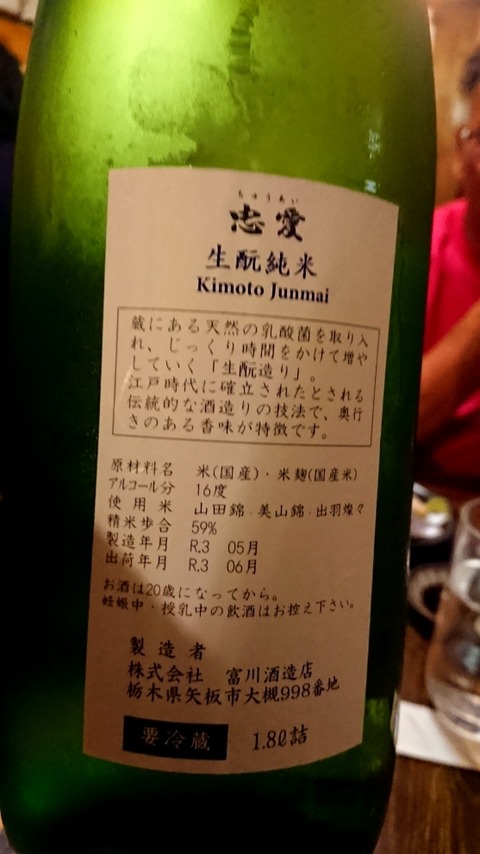 ちゅうあい
忠愛
生酛純米
Kimoto Junmai
蔵にある天然の乳酸菌を取り入
れ、じっくり時間をかけて増や
していく「生酛造り」。
江戸時代に確立されたとされる
伝統的な酒造りの技法で、奥行
きのある香味が特徴です。
原材料名 米(国産)・米麹(国産米)
アルコール分 16度
使用米 山田錦・美山錦・出羽燦々
精米歩合 59%
製造年月 R.3 05月
出荷年月 R.3 06月
お酒は20歳になってから。
妊娠中・授乳中の飲酒はお控え下さい。
製造者
株式会社 富川酒造店
栃木県矢板市大槻998番地
要冷蔵 1.8ℓ詰